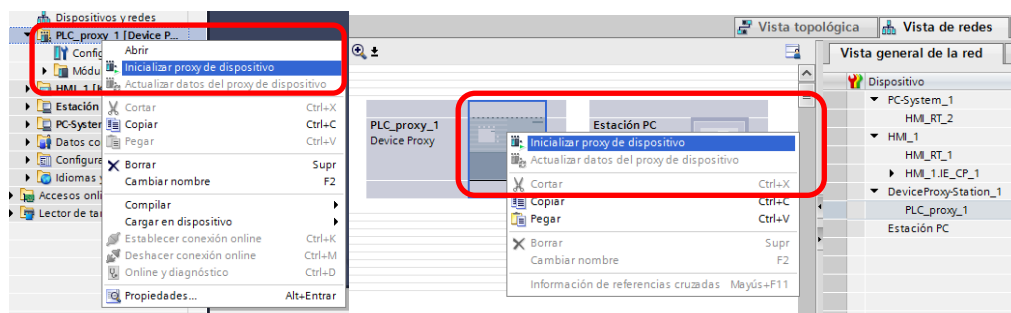 Dispositivos y redes
PLC_proxy_1 [Device P...
Config
Módu
HMI_1 [K
Estación
PC-System
Datos co
Configura
Idiomas y
Accesos onli
Lector de tar
Abrir
Inicializar proxy de dispositivo
Actualizar datos del proxy de dispositivo
Cortar Ctrl+X
Copiar Ctrl+C
Pegar Ctrl+V
Borrar Supr
Cambiar nombre F2
Compilar
Cargar en dispositivo
Establecer conexión online Ctrl+K
Deshacer conexión online Ctrl+M
Online y diagnóstico Ctrl+D
Propiedades... Alt+Entrar
PLC_proxy_1
Device Proxy
Estación PC
Inicializar proxy de dispositivo
Actualizar datos del proxy de dispositivo
Cortar Ctrl+X
Copiar Ctrl+C
Pegar Ctrl+V
Borrar Supr
Cambiar nombre F2
Información de referencias cruzadas Mayús+F11
Vista topológica Vista de redes
Vista general de la red
Dispositivo
PC-System_1
HMI_RT_2
HMI_1
HMI_RT_1
HMI_1.IE_CP_1
DeviceProxy-Station_1
PLC_proxy_1
Estación PC